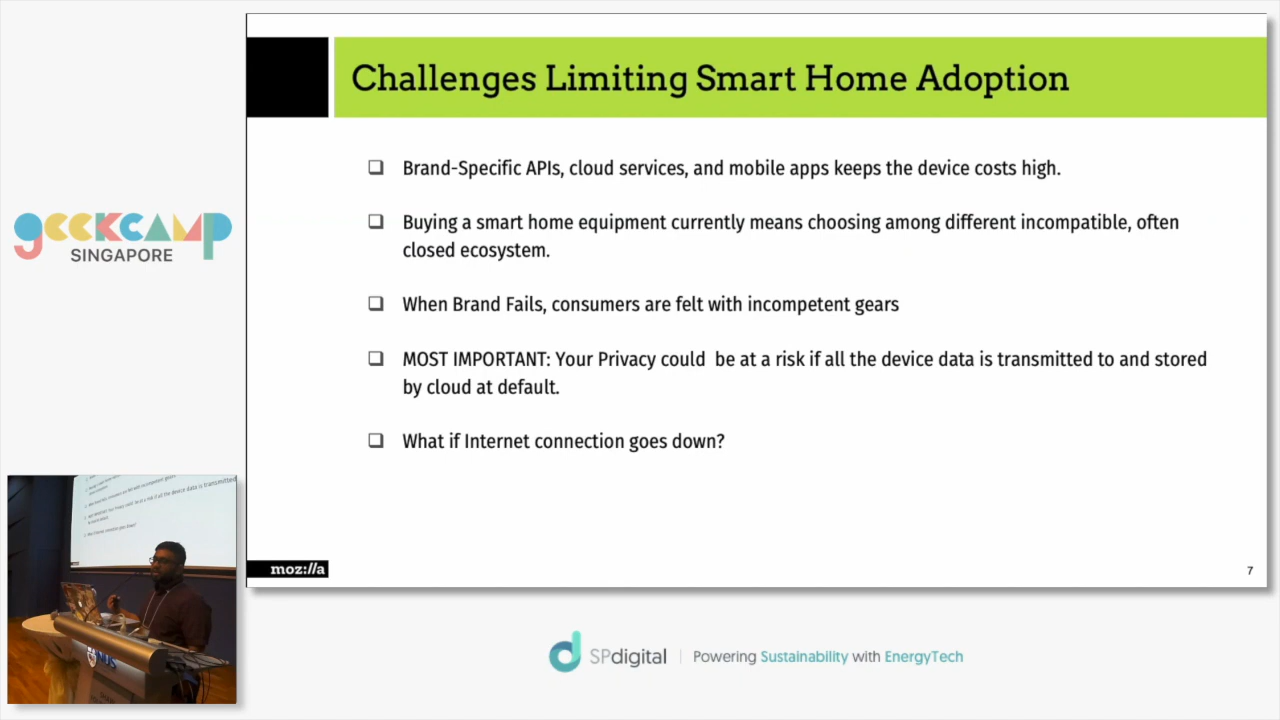 Challenges Limiting Smart Home Adoption
❑ Brand-Specific APIs, cloud services, and mobile apps keeps the device costs high.
❑ Buying a smart home equipment currently means choosing among different incompatible, often
closed ecosystem.
❑ When Brand Fails, consumers are felt with incompetent gears
❑ MOST IMPORTANT: Your Privacy could  be at a risk if all the device data is transmitted to and stored
by cloud at default.
❑ What if Internet connection goes down?
moz://a
7
geekcamp
SINGAPORE
NUS
SPdigital | Powering Sustainability with EnergyTech